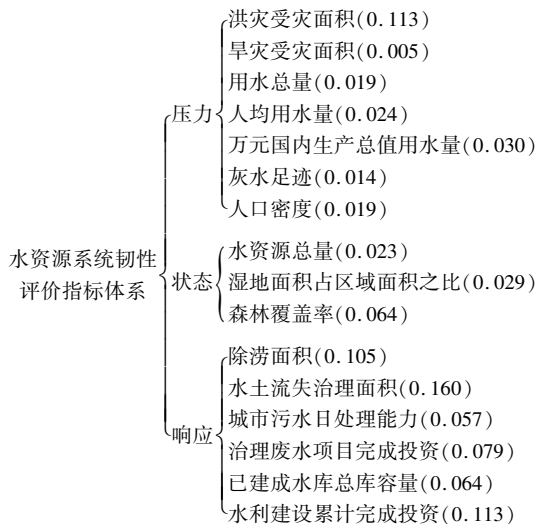 水资源系统韧性
评价指标体系
压力
洪灾受灾面积(0.113)
旱灾受灾面积(0.005)
用水总量(0.019)
人均用水量(0.024)
万元国内生产总值用水量(0.030)
灰水足迹(0.014)
人口密度(0.019)
状态
水资源总量(0.023)
湿地面积占区域面积之比(0.029)
森林覆盖率(0.064)
响应
除涝面积(0.105)
水土流失治理面积(0.160)
城市污水日处理能力(0.057)
治理废水项目完成投资(0.079)
已建成水库总库容量(0.064)
水利建设累计完成投资(0.113)